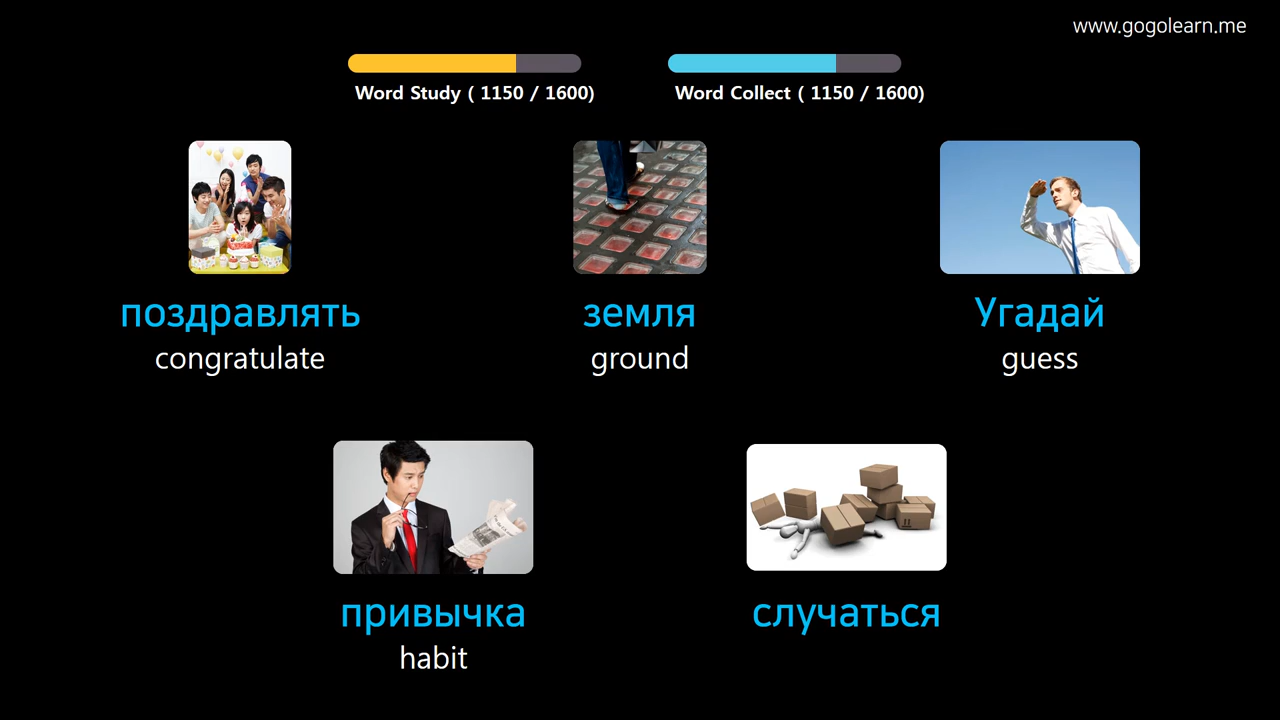 www.gogolearn.me
Word Study ( 1150 / 1600)
Word Collect ( 1150 / 1600)
поздравлять
congratulate
земля
ground
Угадай
guess
привычка
habit
случаться